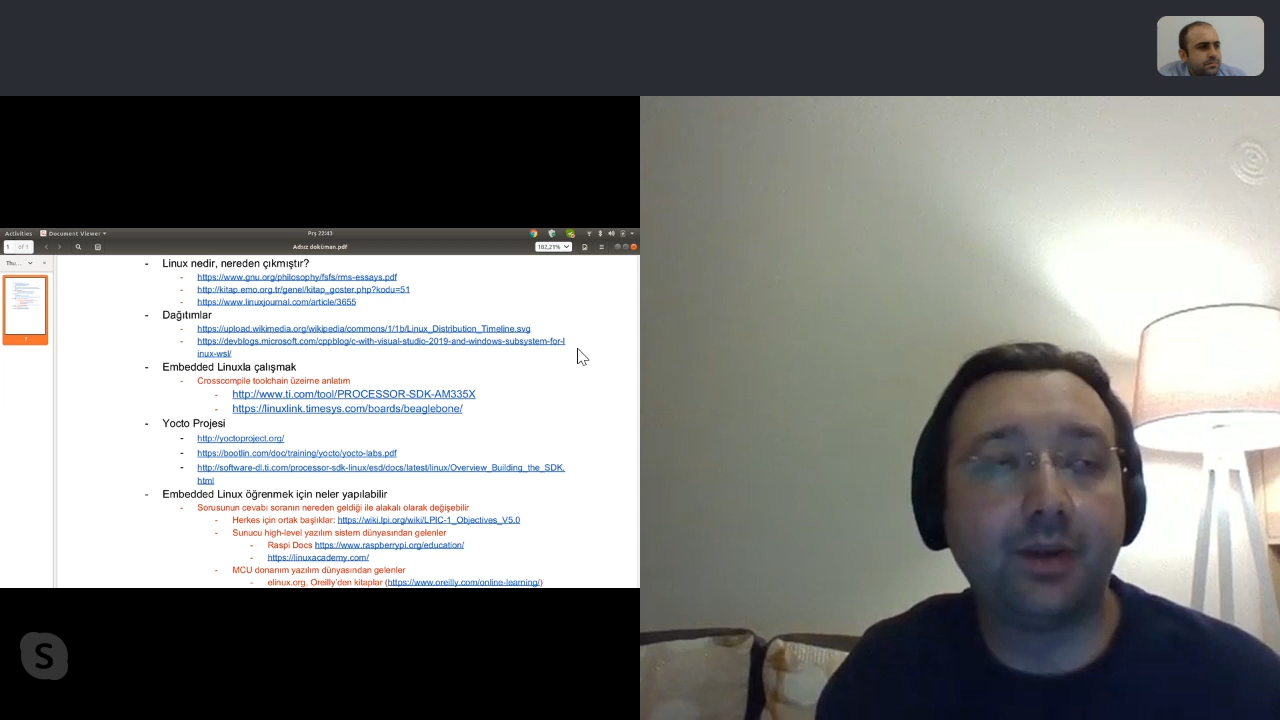 Activities
Document Viewer
Prş 22:43
1 of 1
Adsız doküman.pdf
182,21%
Thu...
1
- Linux nedir, nereden çıkmıştır?
- https://www.gnu.org/philosophy/fsfs/rms-essays.pdf
- http://kitap.emo.org.tr/genel/kitap_goster.php?kodu=51
- https://www.linuxjournal.com/article/3655
- Dağıtımlar
- https://upload.wikimedia.org/wikipedia/commons/1/1b/Linux_Distribution_Timeline.svg
- https://devblogs.microsoft.com/cppblog/c-with-visual-studio-2019-and-windows-subsystem-for-l
inux-wsl/
- Embedded Linuxla çalışmak
- Crosscompile toolchain üzeirne anlatım
- http://www.ti.com/tool/PROCESSOR-SDK-AM335X
- https://linuxlink.timesys.com/boards/beaglebone/
- Yocto Projesi
- http://yoctoproject.org/
- https://bootlin.com/doc/training/yocto/yocto-labs.pdf
- http://software-dl.ti.com/processor-sdk-linux/esd/docs/latest/linux/Overview_Building_the_SDK.
html
- Embedded Linux öğrenmek için neler yapılabilir
- Sorusunun cevabı soranın nereden geldiği ile alakalı olarak değişebilir
- Herkes için ortak başlıklar: https://wiki.lpi.org/wiki/LPIC-1_Objectives_V5.0
- Sunucu high-level yazılım sistem dünyasından gelenler
- Raspi Docs https://www.raspberrypi.org/education/
- https://linuxacademy.com/
- MCU donanım yazılım dünyasından gelenler
- elinux.org, Oreilly'den kitaplar (https://www.oreilly.com/online-learning/)
S